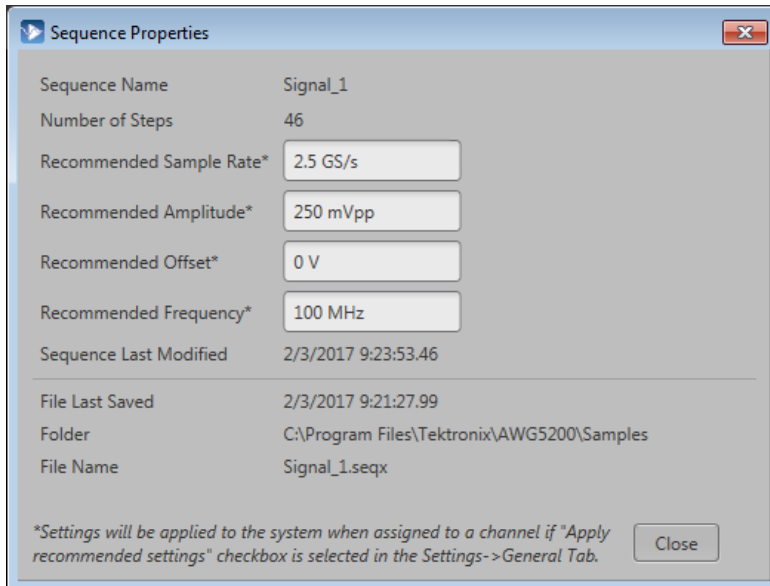 Sequence Properties
Sequence Name Signal_1
Number of Steps 46
Recommended Sample Rate* 2.5 GS/s
Recommended Amplitude* 250 mVpp
Recommended Offset* 0 V
Recommended Frequency* 100 MHz
Sequence Last Modified 2/3/2017 9:23:53.46
File Last Saved 2/3/2017 9:21:27.99
Folder C:\Program Files\Tektronix\AWG5200\Samples
File Name Signal_1.seqx
*Settings will be applied to the system when assigned to a channel if "Apply
recommended settings" checkbox is selected in the Settings->General Tab.
Close